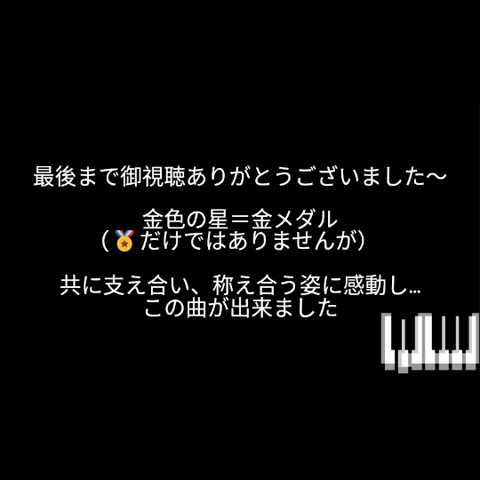 最後まで御視聴ありがとうございました〜
金色の星＝金メダル
（🏅だけではありませんが）
共に支え合い、称え合う姿に感動し…
この曲が出来ました